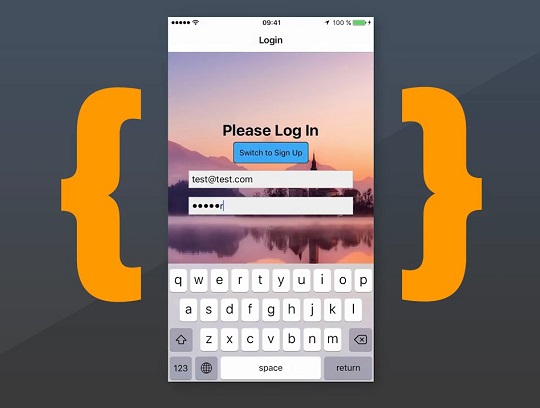 09:41
100 %
Login
Please Log In
Switch to Sign Up
test@test.com
●●●●●r
q w e r t y u i o p
a s d f g h j k l
z x c v b n m
123 space return